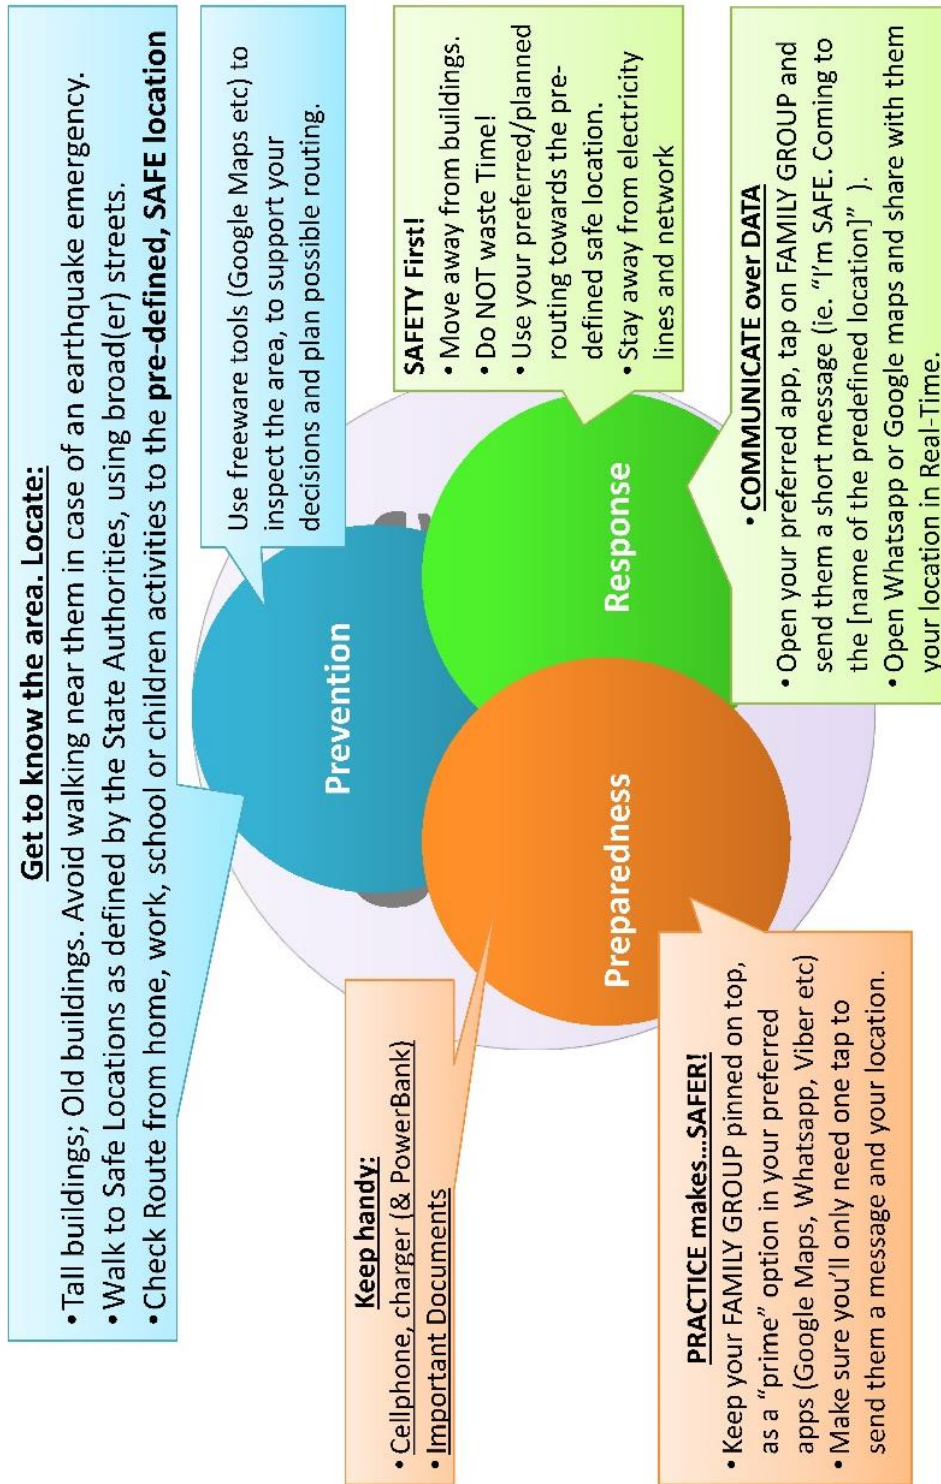 Get to know the area. Locate:
• Tall buildings; Old buildings. Avoid walking near them in case of an earthquake emergency.
• Walk to Safe Locations as defined by the State Authorities, using broad(er) streets.
• Check Route from home, work, school or children activities to the pre-defined, SAFE location
Use freeware tools (Google Maps etc) to
inspect the area, to support your
decisions and plan possible routing.
Keep handy:
• Cellphone, charger (& PowerBank)
• Important Documents
Prevention
SAFETY First!
• Move away from buildings.
• Do NOT waste Time!
• Use your preferred/planned
routing towards the pre-
defined safe location.
• Stay away from electricity
lines and network
Preparedness
Response
PRACTICE makes...SAFER!
• Keep your FAMILY GROUP pinned on top,
as a “prime” option in your preferred
apps (Google Maps, Whatsapp, Viber etc)
• Make sure you’ll only need one tap to
send them a message and your location.
• COMMUNICATE over DATA
• Open your preferred app, tap on FAMILY GROUP and
send them a short message (ie. “I’m SAFE. Coming to
the [name of the predefined location]” ).
• Open Whatsapp or Google maps and share with them
your location in Real-Time.